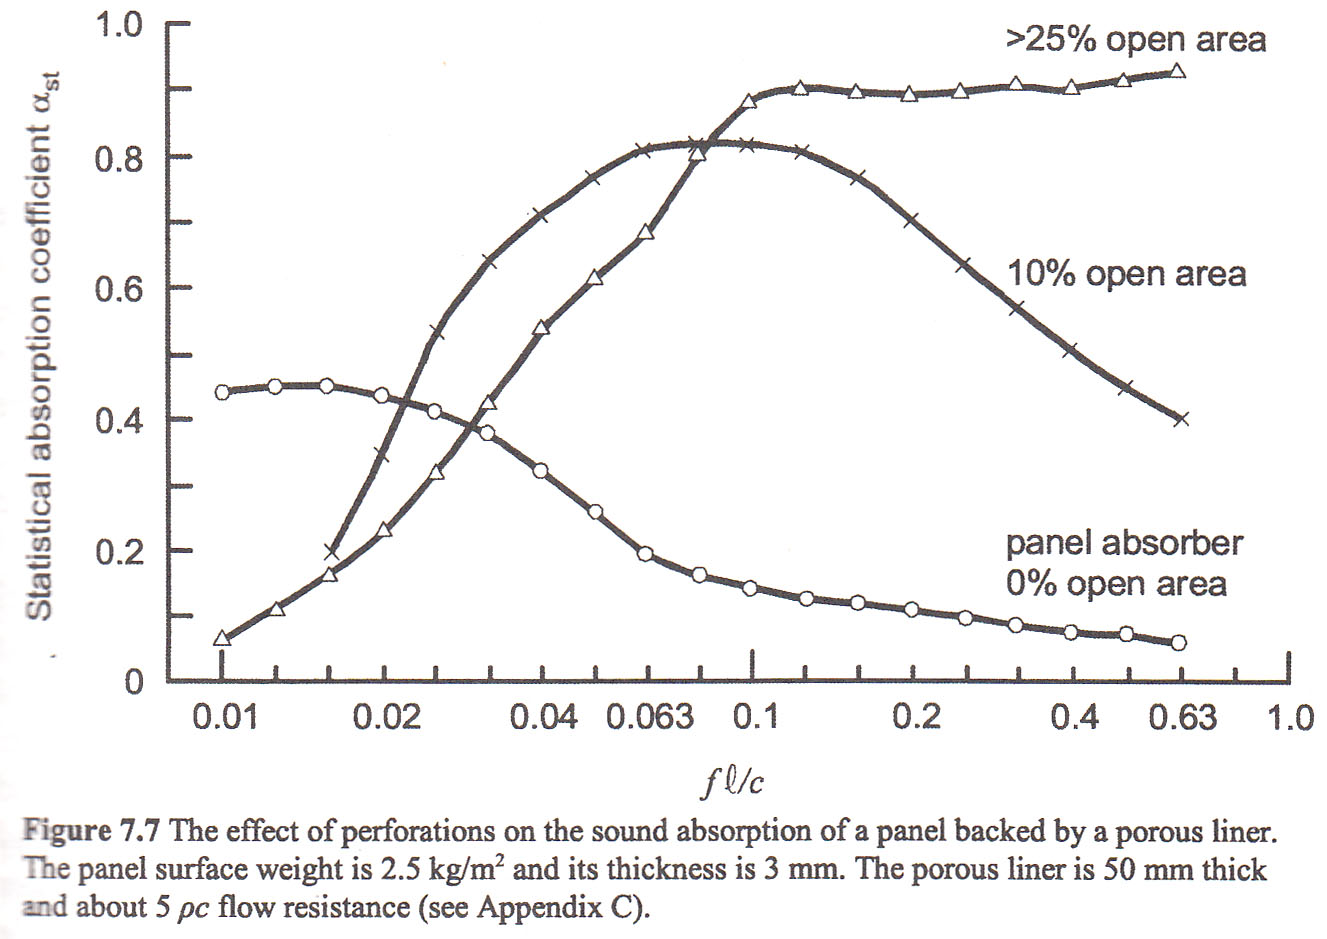 1.0
>25% open area
0.8
0.6
10% open area
0.4
0.2
panel absorber
0% open area
0
Statistical absorption coefficient αst
0.01 0.02 0.04 0.063 0.1 0.2 0.4 0.63 1.0
fℓ/c
Figure 7.7 The effect of perforations on the sound absorption of a panel backed by a porous liner.
The panel surface weight is 2.5 kg/m² and its thickness is 3 mm. The porous liner is 50 mm thick
and about 5 ρc flow resistance (see Appendix C).